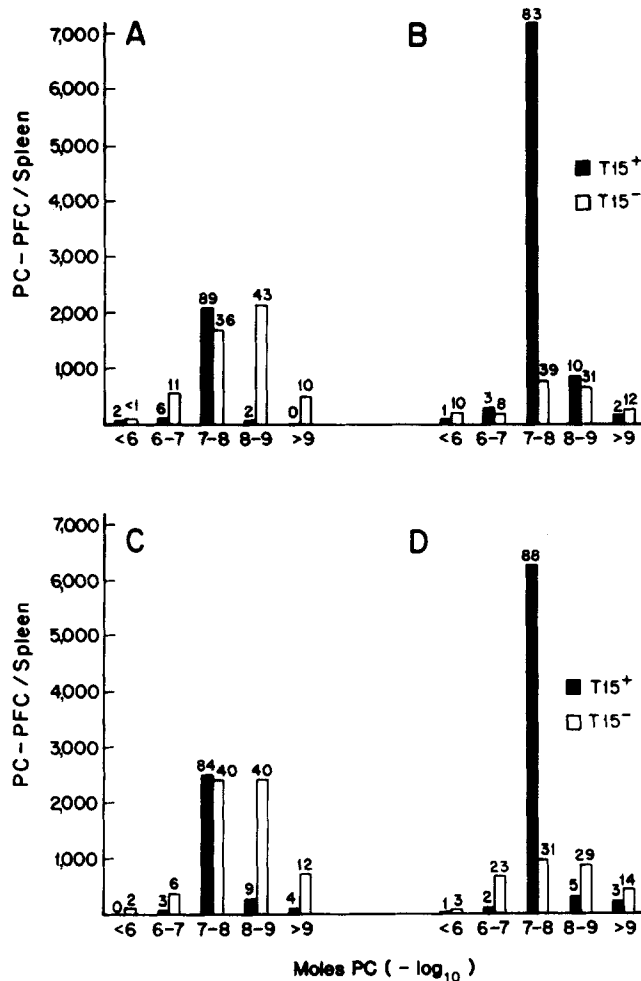 A
B
7,000
6,000
5,000
4,000
3,000
2,000
1,000
PC-PFC/Spleen
2 <1 6 11 89 36 2 43 0 10
1 10 3 8 83 39 10 31 2 12
<6 6-7 7-8 8-9 >9
<6 6-7 7-8 8-9 >9
T15+
T15-
C
D
7,000
6,000
5,000
4,000
3,000
2,000
1,000
PC-PFC/Spleen
0 2 3 6 84 40 9 40 4 12
1 3 2 23 88 31 5 29 3 14
<6 6-7 7-8 8-9 >9
<6 6-7 7-8 8-9 >9
T15+
T15-
Moles PC (-log10)